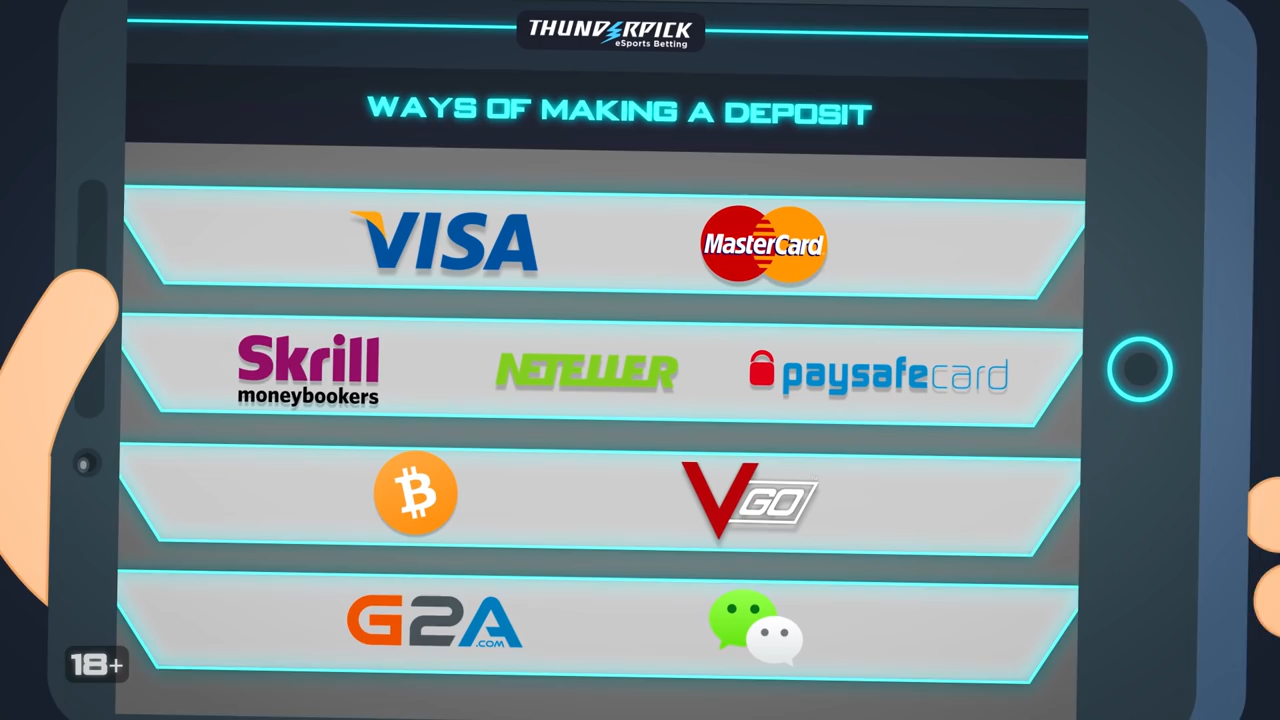 THUNDERPICK
eSports Betting
WAYS OF MAKING A DEPOSIT
VISA MasterCard
Skrill
moneybookers
NETELLER
paysafecard
VGO
G2A
.COM
18+